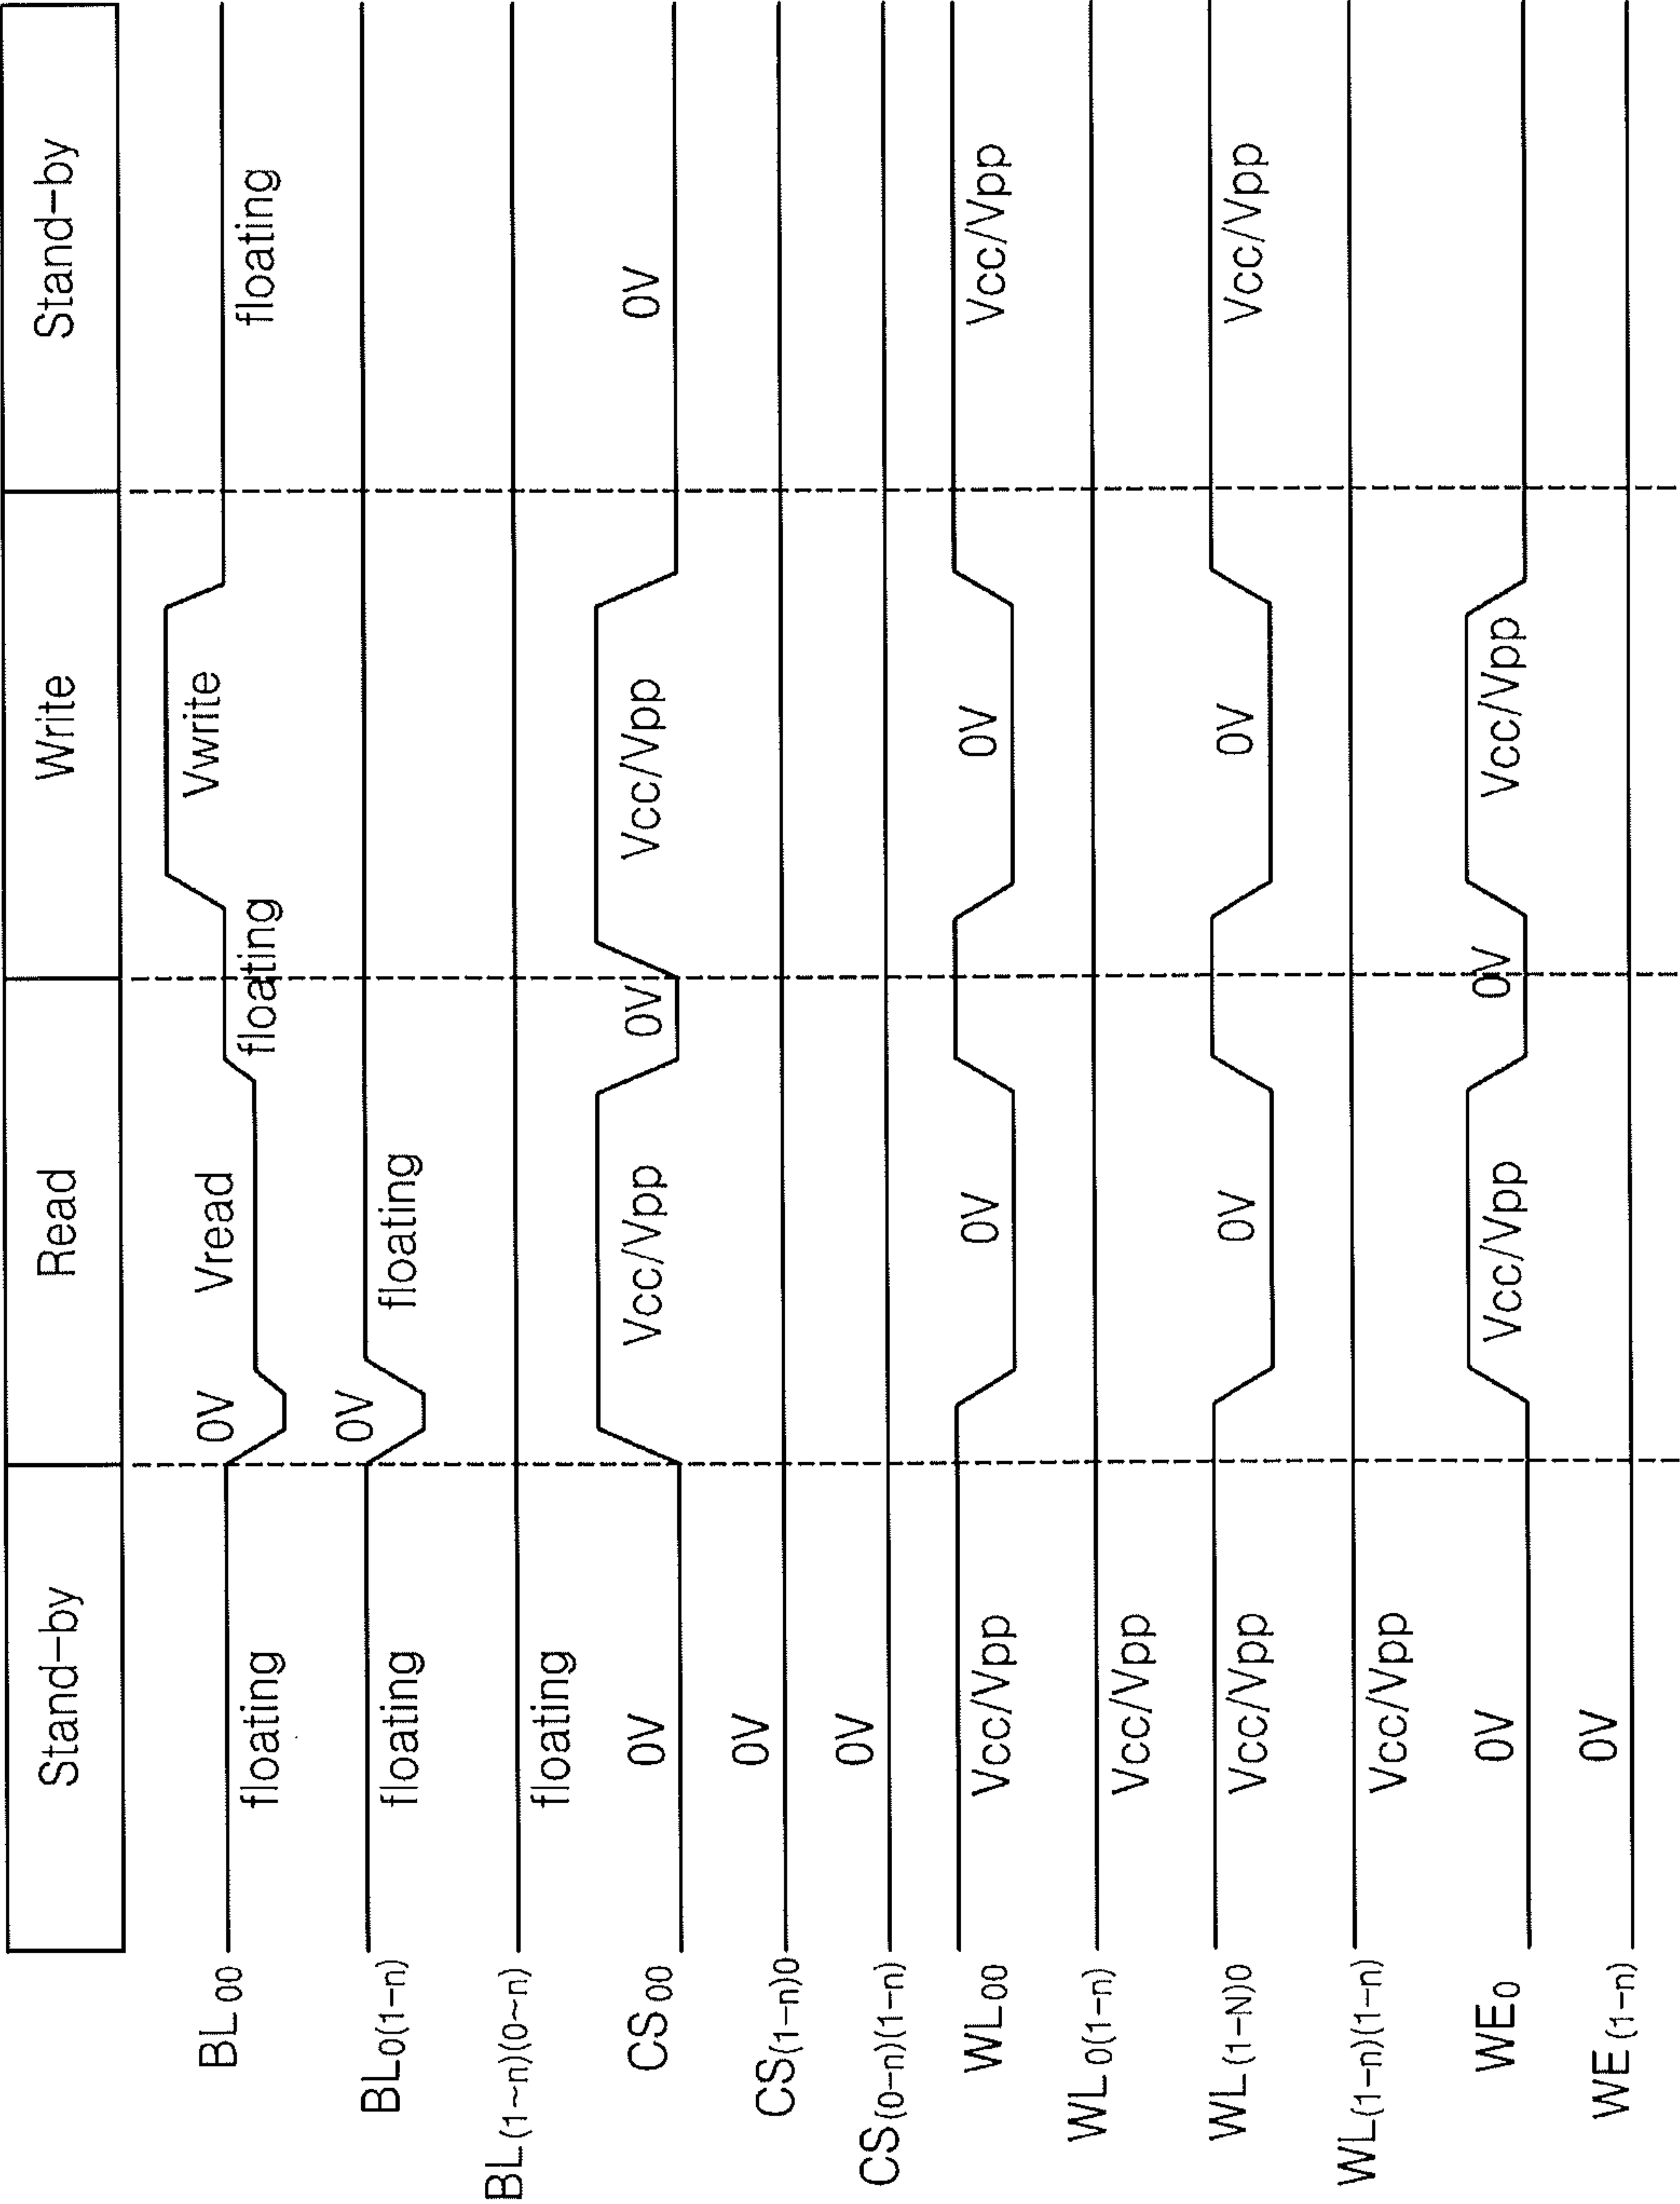 Stand-by Read Write Stand-by
BL00 floating 0V Vread floating Vwrite floating
BL0(1-n) floating 0V floating
BL(1~n)(0~n) floating
CS00 0V Vcc/Vpp 0V Vcc/Vpp 0V
CS(1-n)0 0V
CS(0-n)(1-n) 0V
WL00 Vcc/Vpp 0V 0V Vcc/Vpp
WL0(1-n) Vcc/Vpp
WL(1-N)0 Vcc/Vpp 0V 0V Vcc/Vpp
WL(1-n)(1-n) Vcc/Vpp
WE0 0V Vcc/Vpp 0V Vcc/Vpp
WE(1-n) 0V